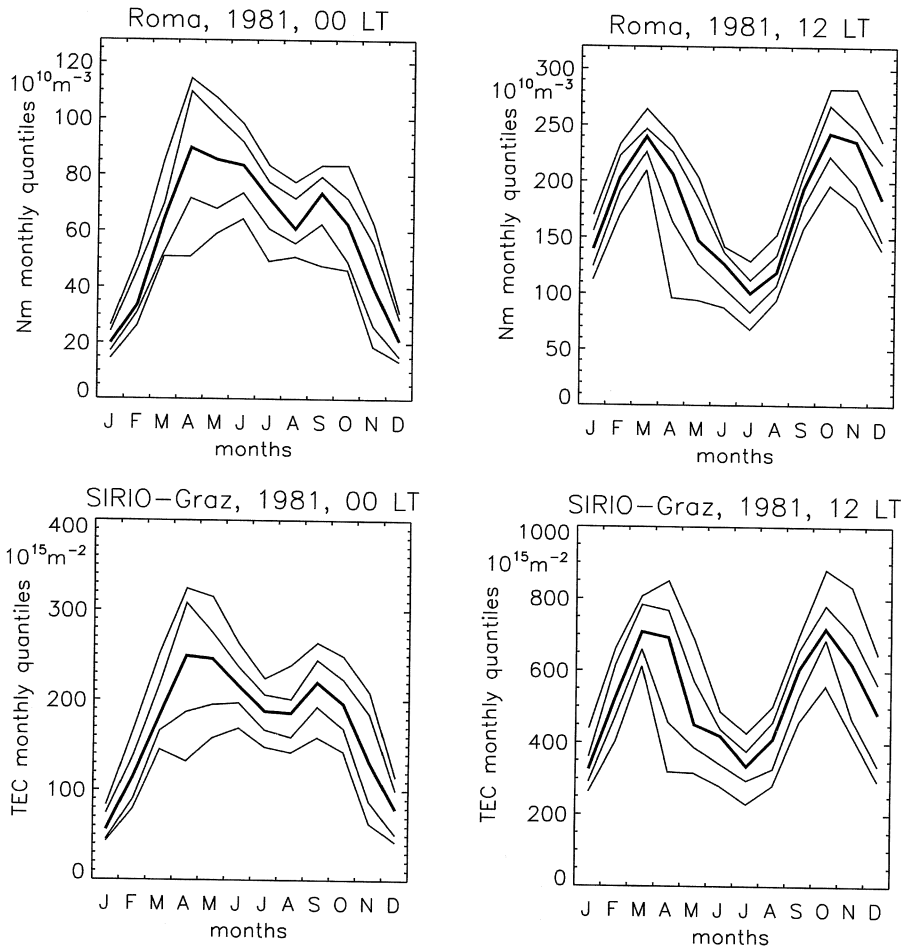 Roma, 1981, 00 LT
10¹⁰m⁻³
Nm monthly quantiles
120
100
80
60
40
20
0
J F M A M J J A S O N D
months
Roma, 1981, 12 LT
10¹⁰m⁻³
Nm monthly quantiles
300
250
200
150
100
50
0
J F M A M J J A S O N D
months
SIRIO-Graz, 1981, 00 LT
10¹⁵m⁻²
TEC monthly quantiles
400
300
200
100
0
J F M A M J J A S O N D
months
SIRIO-Graz, 1981, 12 LT
10¹⁵m⁻²
TEC monthly quantiles
1000
800
600
400
200
0
J F M A M J J A S O N D
months